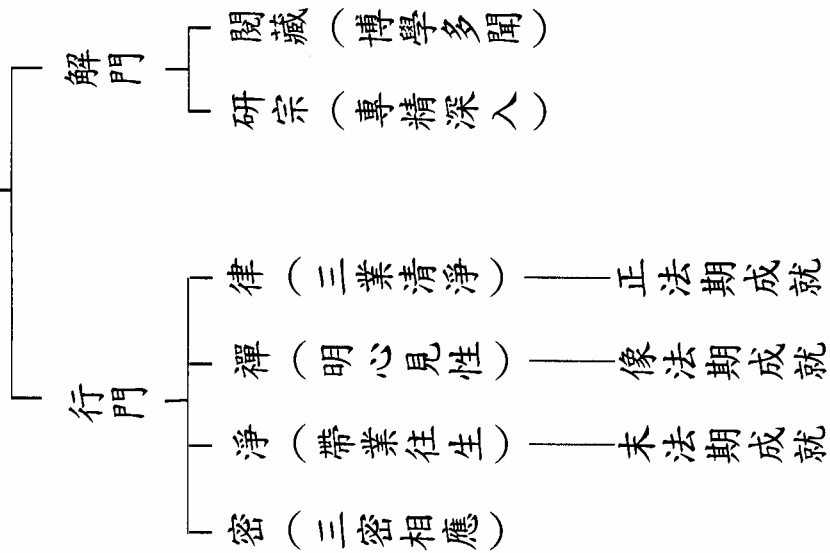 解門
閱藏（博學多聞）
研宗（專精深入）
行門
律（三業清淨）——正法期成就
禪（明心見性）——像法期成就
淨（帶業往生）——末法期成就
密（三密相應）